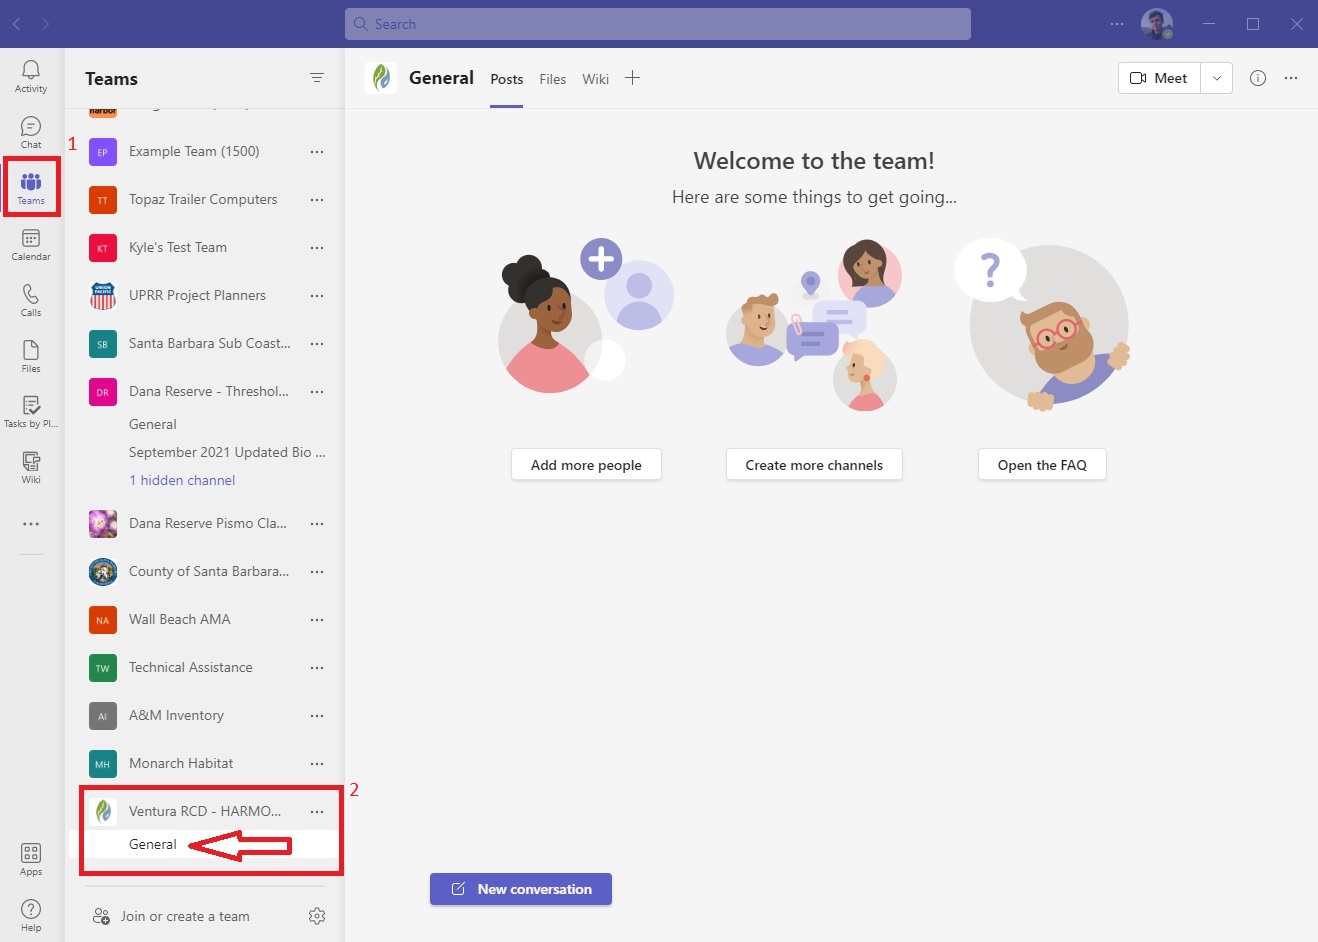 Search
Activity
Chat
Teams
Calendar
Calls
Files
Tasks by Pl...
Wiki
Apps
Help
1
Teams
harbor
EP Example Team (1500)
TT Topaz Trailer Computers
KT Kyle's Test Team
UNION PACIFIC UPRR Project Planners
SB Santa Barbara Sub Coast...
DR Dana Reserve - Threshol...
General
September 2021 Updated Bio ...
1 hidden channel
Dana Reserve Pismo Cla...
County of Santa Barbara...
NA Wall Beach AMA
TW Technical Assistance
AI A&M Inventory
MH Monarch Habitat
2
Ventura RCD - HARMO...
General
Join or create a team
General Posts Files Wiki
Meet
Welcome to the team!
Here are some things to get going...
?
Add more people
Create more channels
Open the FAQ
New conversation